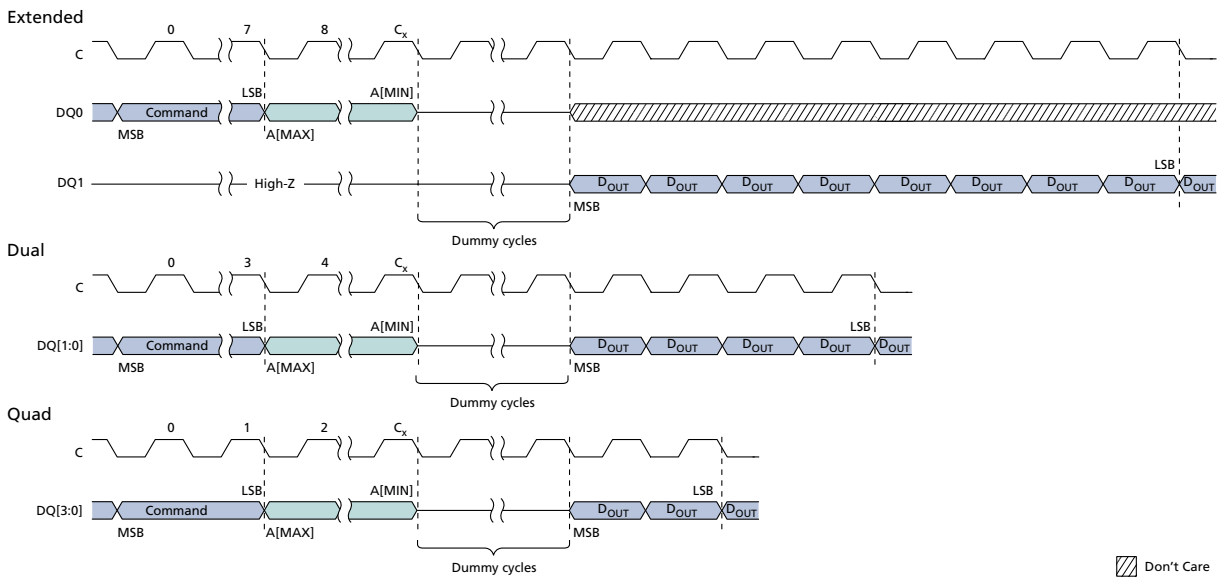 Extended
0 7 8 Cx
C
LSB A[MIN]
DQ0 Command
MSB A[MAX]
LSB
DQ1 High-Z DOUT DOUT DOUT DOUT DOUT DOUT DOUT DOUT DOUT
MSB
Dummy cycles
Dual
0 3 4 Cx
C
LSB A[MIN] LSB
DQ[1:0] Command DOUT DOUT DOUT DOUT DOUT
MSB A[MAX] MSB
Dummy cycles
Quad
0 1 2 Cx
C
LSB A[MIN] LSB
DQ[3:0] Command DOUT DOUT DOUT
MSB A[MAX] MSB
Dummy cycles
Don't Care